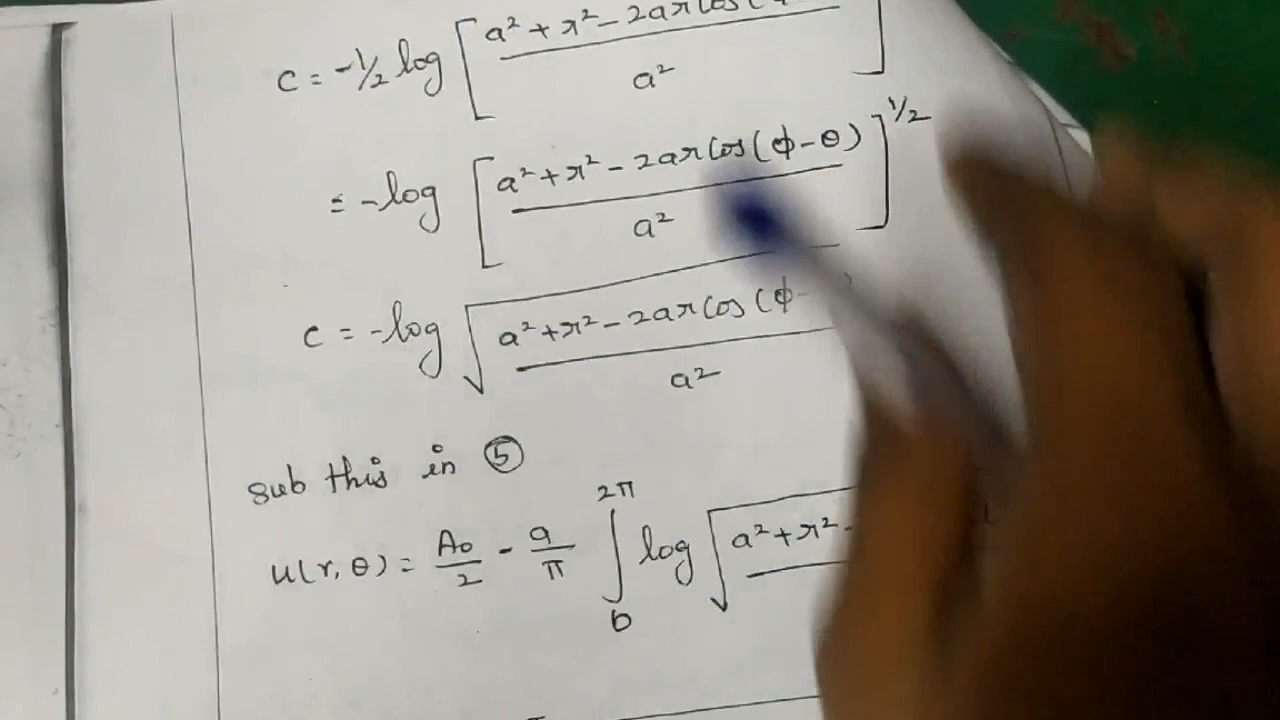 c = -1/2 log [ a² + r² - 2ar cos( / a² ]
= -log [ a² + r² - 2ar cos(ϕ - θ) / a² ]^1/2
c = -log √ a² + r² - 2ar cos(ϕ - / a²
sub this in ⑤
u(r, θ) = A₀/2 - a/π ∫₀^2π log √ a² + r² -